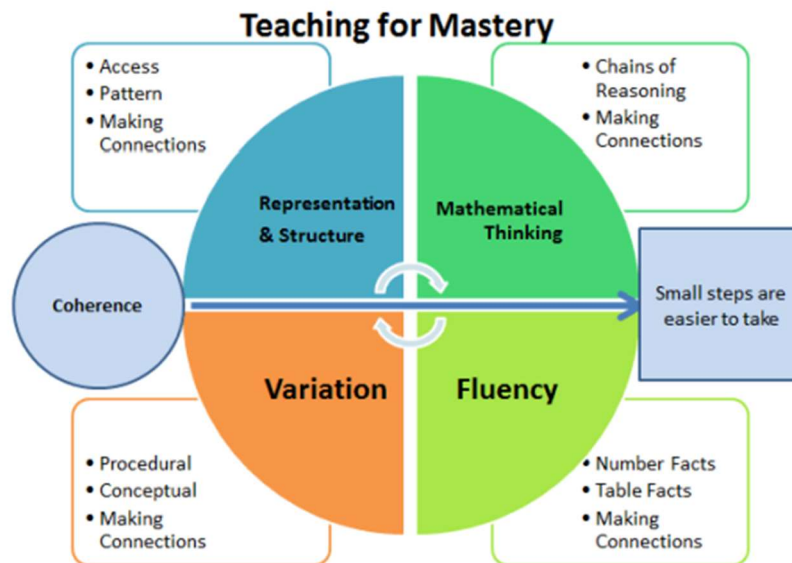 Teaching for Mastery
• Access
• Pattern
• Making
Connections
• Chains of
Reasoning
• Making
Connections
Representation
& Structure
Mathematical
Thinking
Coherence
Small steps are
easier to take
Variation
Fluency
• Procedural
• Conceptual
• Making
Connections
• Number Facts
• Table Facts
• Making
Connections